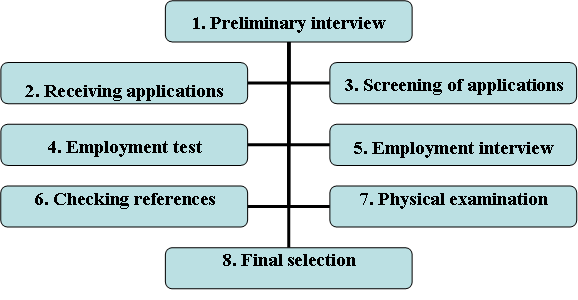 1. Preliminary interview
2. Receiving applications
3. Screening of applications
4. Employment test
5. Employment interview
6. Checking references
7. Physical examination
8. Final selection